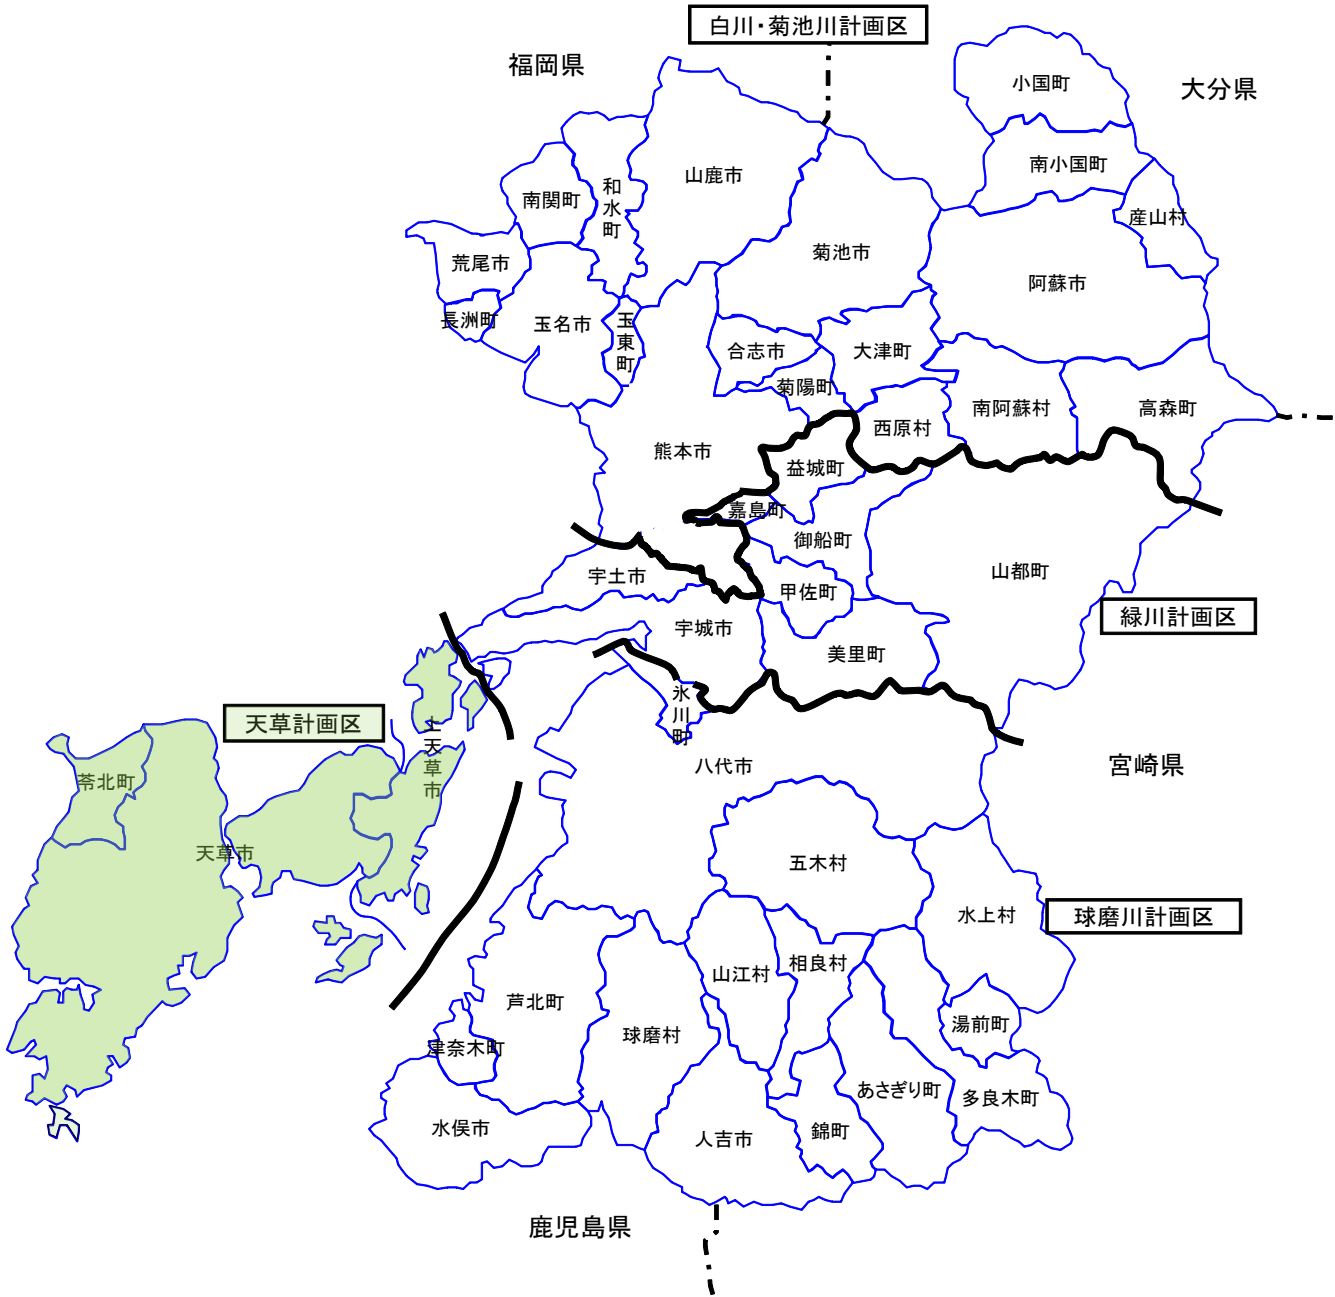 白川・菊池川計画区
福岡県
大分県
小国町
南小国町
山鹿市
和水町
南関町
産山村
菊池市
荒尾市
阿蘇市
長洲町
玉名市
玉東町
合志市
大津町
菊陽町
南阿蘇村
高森町
西原村
熊本市
益城町
嘉島町
御船町
山都町
宇土市
甲佐町
緑川計画区
宇城市
美里町
氷川町
天草計画区
上天草市
八代市
宮崎県
苓北町
天草市
五木村
水上村
球磨川計画区
山江村
相良村
芦北町
湯前町
球磨村
津奈木町
あさぎり町
多良木町
水俣市
人吉市
錦町
鹿児島県